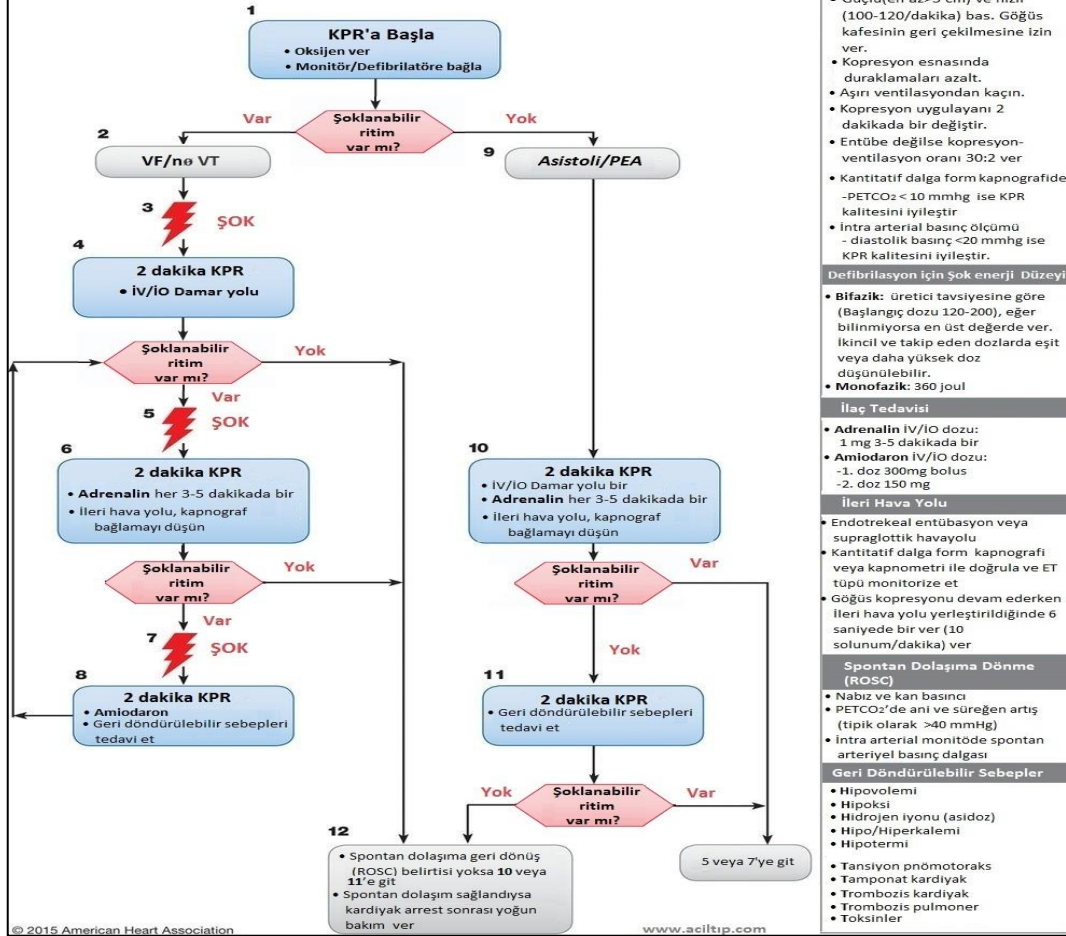 1
KPR'a Başla
• Oksijen ver
• Monitör/Defibrilatöre bağla
Şoklanabilir
ritim
var mı?
Var
Yok
2
VF/nø VT
9
Asistoli/PEA
3
ŞOK
4
2 dakika KPR
• İV/İO Damar yolu
Şoklanabilir
ritim
var mı?
Yok
Var
5
ŞOK
6
2 dakika KPR
• Adrenalin her 3-5 dakikada bir
• İleri hava yolu, kapnograf
bağlamayı düşün
10
2 dakika KPR
• İV/İO Damar yolu bir
• Adrenalin her 3-5 dakikada bir
• İleri hava yolu, kapnograf
bağlamayı düşün
Şoklanabilir
ritim
var mı?
Yok
Var
Şoklanabilir
ritim
var mı?
Var
Yok
7
ŞOK
8
2 dakika KPR
• Amiodaron
• Geri döndürülebilir sebepleri
tedavi et
11
2 dakika KPR
• Geri döndürülebilir sebepleri
tedavi et
Şoklanabilir
ritim
var mı?
Yok
Var
12
• Spontan dolaşıma geri dönüş
(ROSC) belirtisi yoksa 10 veya
11'e git
• Spontan dolaşım sağlandıysa
kardiyak arrest sonrası yoğun
bakım ver
5 veya 7'ye git
© 2015 American Heart Association
www.aciltıp.com
(100-120/dakika) bas. Göğüs
kafesinin geri çekilmesine izin
ver.
• Kopresyon esnasında
duraklamaları azalt.
• Aşırı ventilasyondan kaçın.
• Kopresyon uygulayanı 2
dakikada bir değiştir.
• Entübe değilse kopresyon-
ventilasyon oranı 30:2 ver
• Kantitatif dalga form kapnografide
-PETCO₂ < 10 mmhg ise KPR
kalitesini iyileştir
• İntra arterial basınç ölçümü
- diastolik basınç <20 mmhg ise
KPR kalitesini iyileştir.
Defibrilasyon için Şok enerji Düzeyi
• Bifazik: üretici tavsiyesine göre
(Başlangıç dozu 120-200), eğer
bilinmiyorsa en üst değerde ver.
İkincil ve takip eden dozlarda eşit
veya daha yüksek doz
düşünülebilir.
• Monofazik: 360 joul
İlaç Tedavisi
• Adrenalin İV/İO dozu:
1 mg 3-5 dakikada bir
• Amiodaron İV/İO dozu:
-1. doz 300mg bolus
-2. doz 150 mg
İleri Hava Yolu
• Endotrekeal entübasyon veya
supraglottik havayolu
• Kantitatif dalga form kapnografi
veya kapnometri ile doğrula ve ET
tüpü monitorize et
• Göğüs kopresyonu devam ederken
İleri hava yolu yerleştirildiğinde 6
saniyede bir ver (10
solunum/dakika) ver
Spontan Dolaşıma Dönme
(ROSC)
• Nabız ve kan basıncı
• PETCO₂'de ani ve süreğen artış
(tipik olarak >40 mmHg)
• İntra arterial monitöde spontan
arteriyel basınç dalgası
Geri Döndürülebilir Sebepler
• Hipovolemi
• Hipoksi
• Hidrojen iyonu (asidoz)
• Hipo/Hiperkalemi
• Hipotermi
• Tansiyon pnömotoraks
• Tamponat kardiyak
• Trombozis kardiyak
• Trombozis pulmoner
• Toksinler